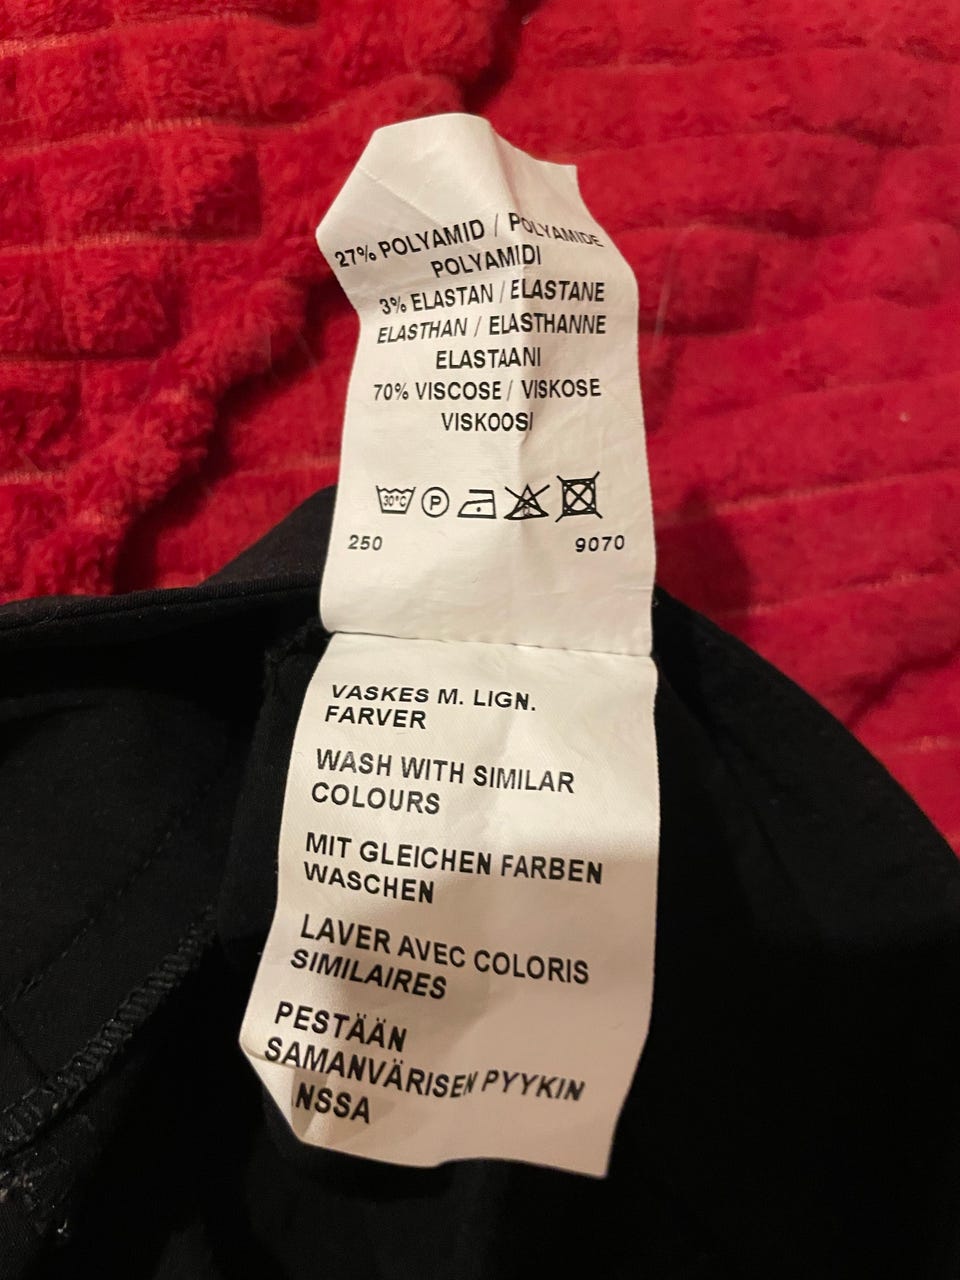 27% POLYAMID / POLYAMIDE
POLYAMIDI
3% ELASTAN / ELASTANE
ELASTHAN / ELASTHANNE
ELASTAANI
70% VISCOSE / VISKOSE
VISKOOSI
30°C P
250 9070
VASKES M. LIGN.
FARVER
WASH WITH SIMILAR
COLOURS
MIT GLEICHEN FARBEN
WASCHEN
LAVER AVEC COLORIS
SIMILAIRES
PESTÄÄN
SAMANVÄRISEN PYYKIN
NSSA